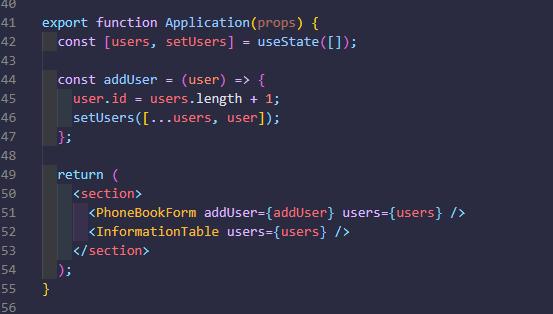 40
41 export function Application(props) {
42   const [users, setUsers] = useState([]);
43
44   const addUser = (user) => {
45     user.id = users.length + 1;
46     setUsers([...users, user]);
47   };
48
49   return (
50     <section>
51       <PhoneBookForm addUser={addUser} users={users} />
52       <InformationTable users={users} />
53     </section>
54   );
55 }
56